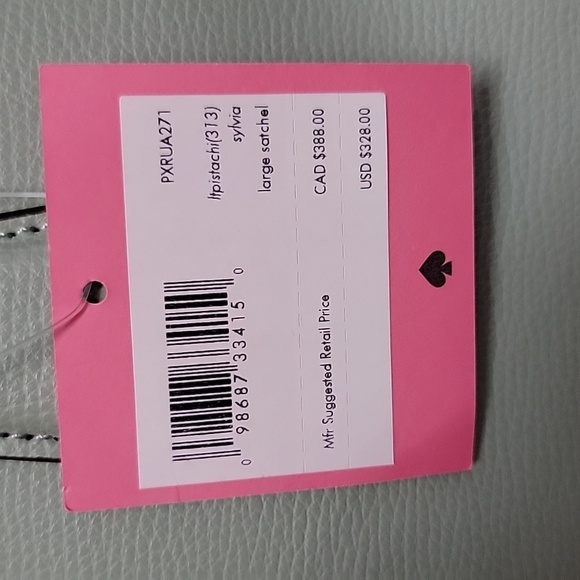 PXRUA271
ltpistachi(313)
sylvia
large satchel
0 98687 33415 0
Mfr Suggested Retail Price
CAD $388.00
USD $328.00